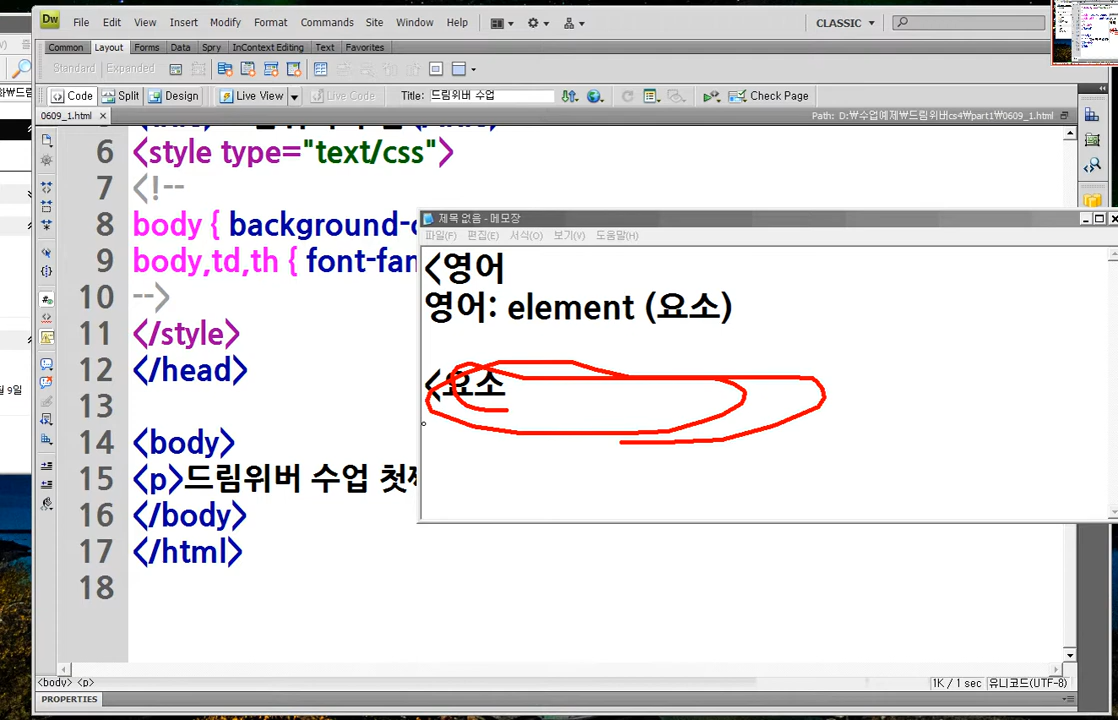 Dw File Edit View Insert Modify Format Commands Site Window Help CLASSIC
Common Layout Forms Data Spry InContext Editing Text Favorites
Standard Expanded
Code Split Design Live View Live Code Title: 드림위버 수업 Check Page
0609_1.html × Path: D:￦수업예제￦드림위버cs4￦part1￦0609_1.html
6 <style type="text/css">
7 <!--
8 body { background-
9 body,td,th { font-fam
10 -->
11 </style>
12 </head>
13
14 <body>
15 <p>드림위버 수업 첫
16 </body>
17 </html>
18
제목 없음 - 메모장
파일(F) 편집(E) 서식(O) 보기(V) 도움말(H)
<영어
영어: element (요소)
<요소
월 9일
<body> <p> 1K / 1 sec 유니코드(UTF-8)
PROPERTIES